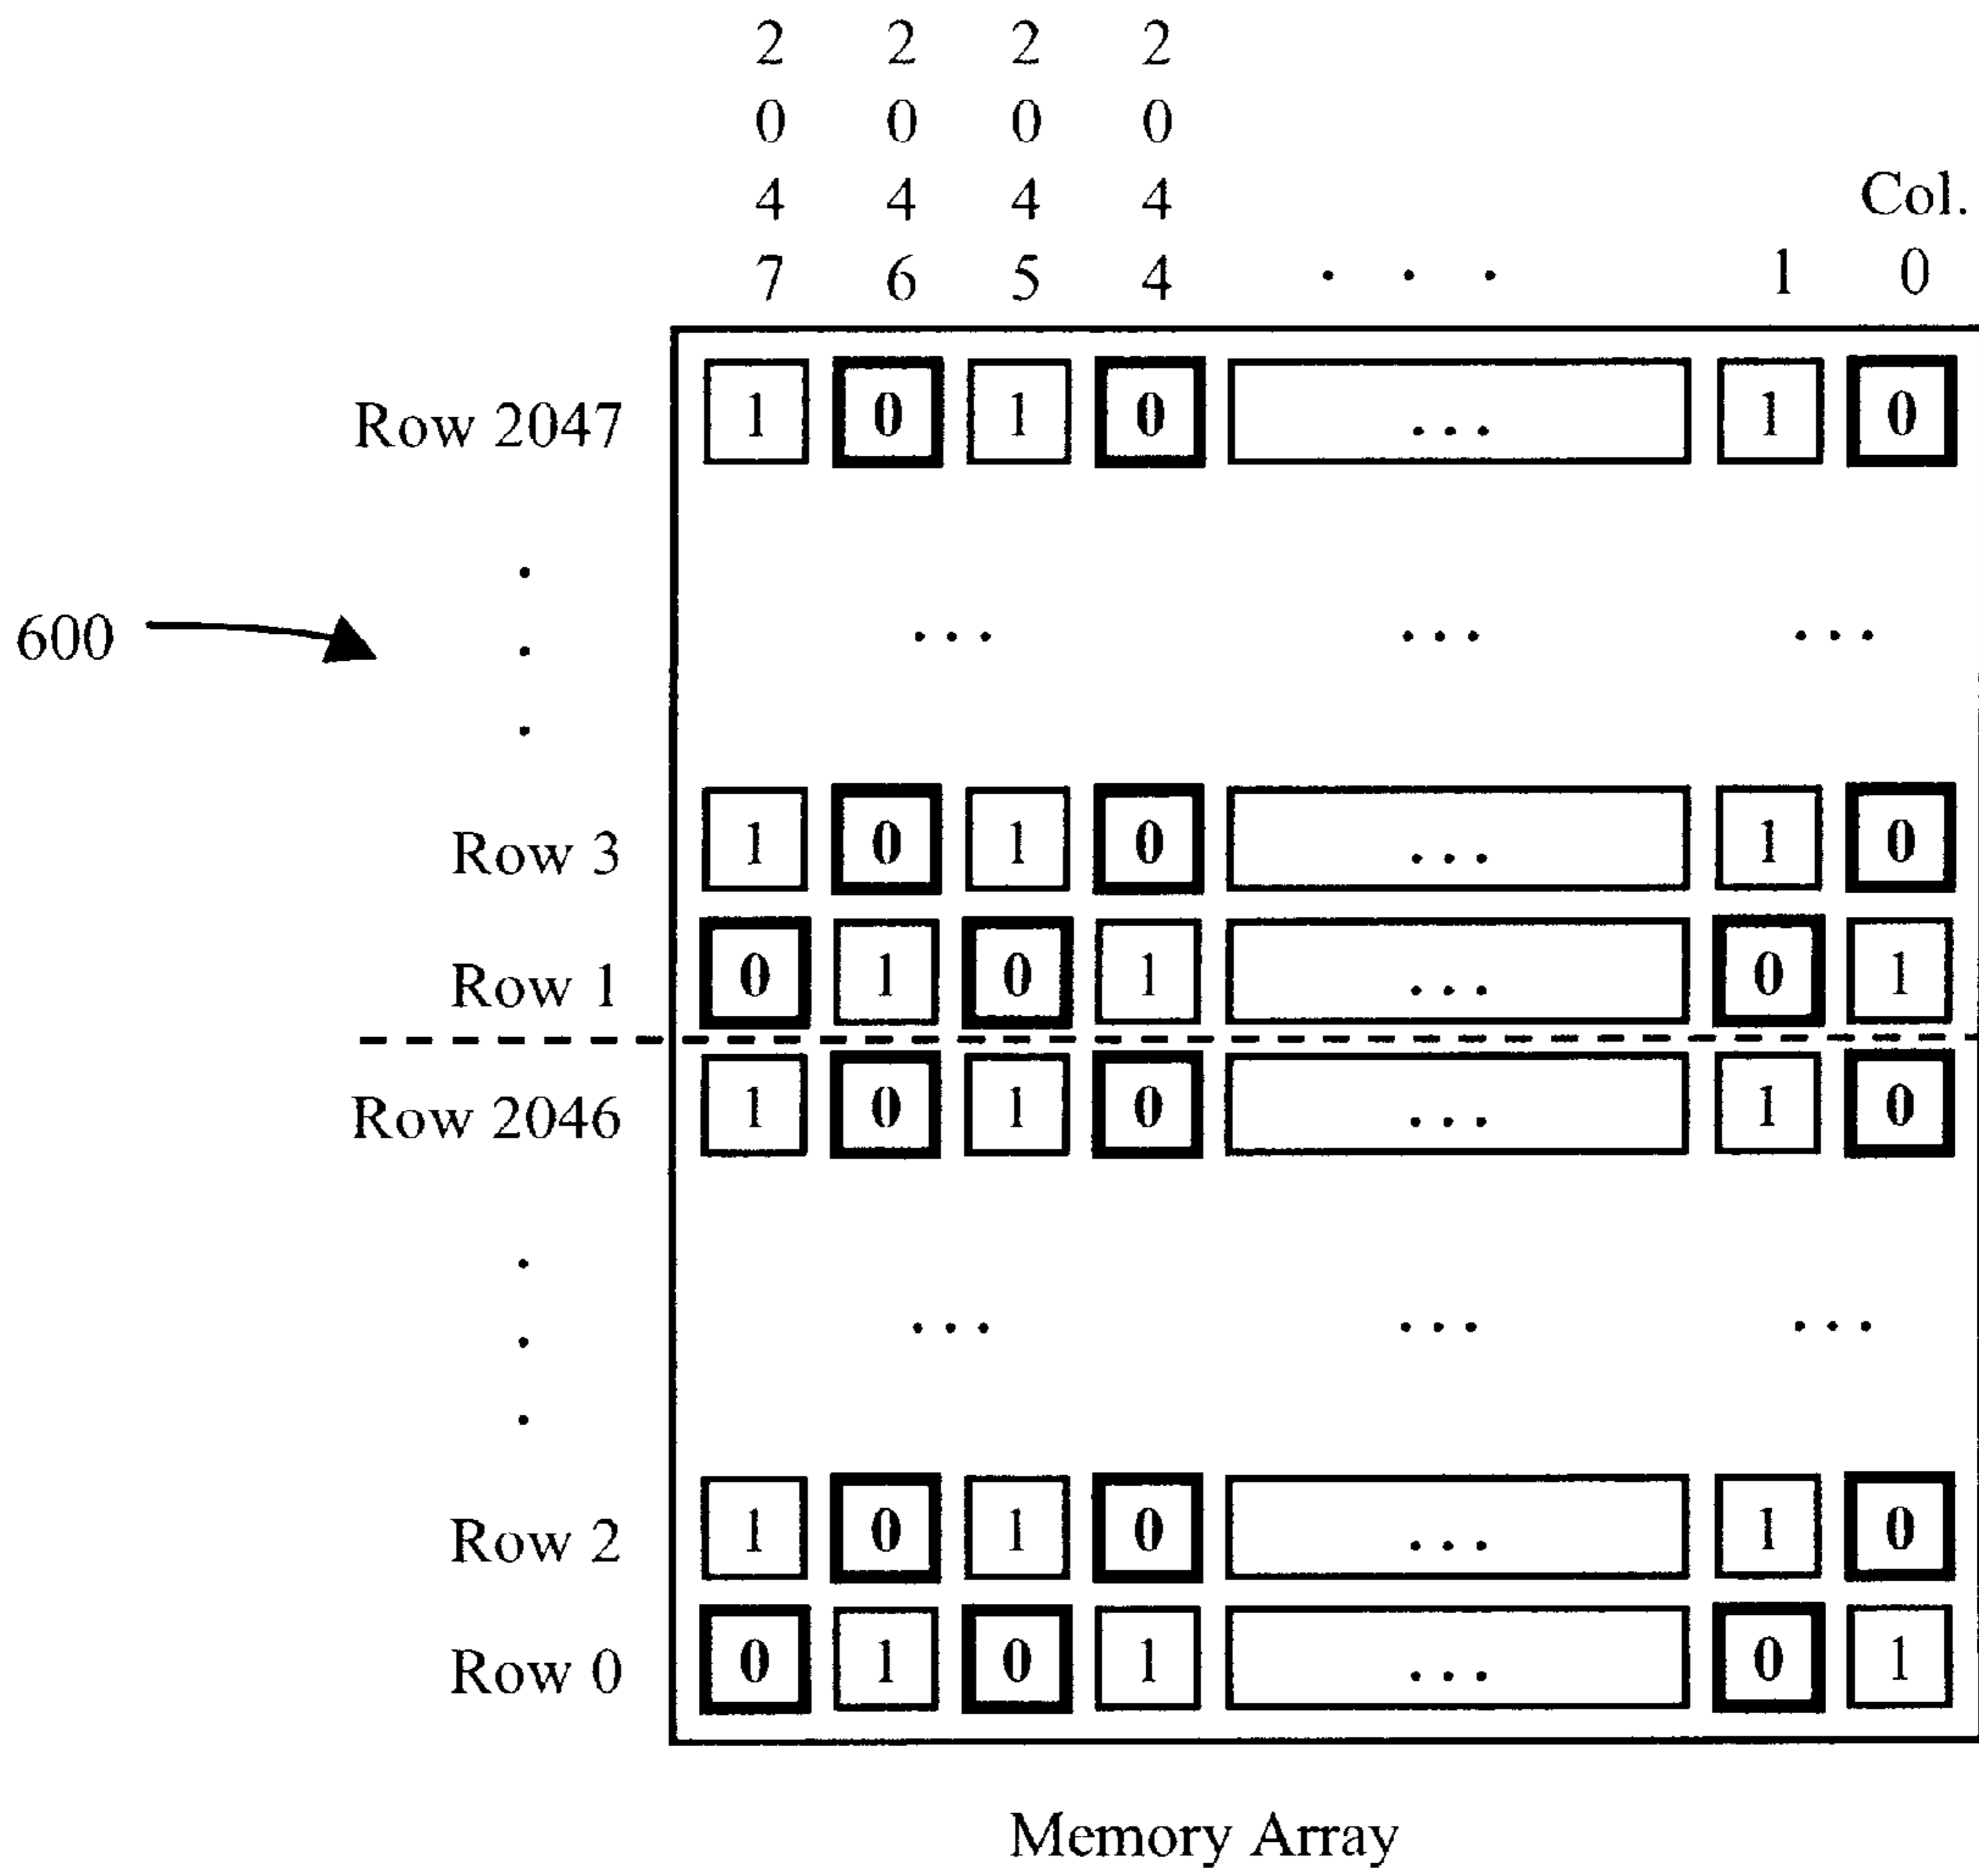 2 2 2 2
0 0 0 0
4 4 4 4 Col.
7 6 5 4 . . . 1 0
Row 2047 1 0 1 0 ... 1 0
.
600 . ... ... ...
.
Row 3 1 0 1 0 ... 1 0
Row 1 0 1 0 1 ... 0 1
Row 2046 1 0 1 0 ... 1 0
.
. ... ... ...
.
Row 2 1 0 1 0 ... 1 0
Row 0 0 1 0 1 ... 0 1
Memory Array